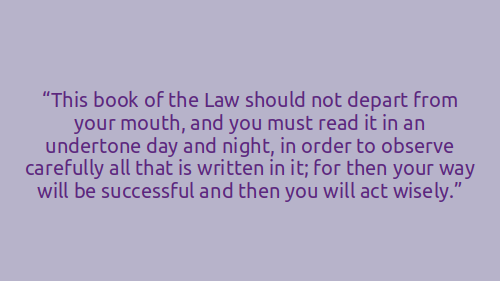 “This book of the Law should not depart from
your mouth, and you must read it in an
undertone day and night, in order to observe
carefully all that is written in it; for then your way
will be successful and then you will act wisely.”